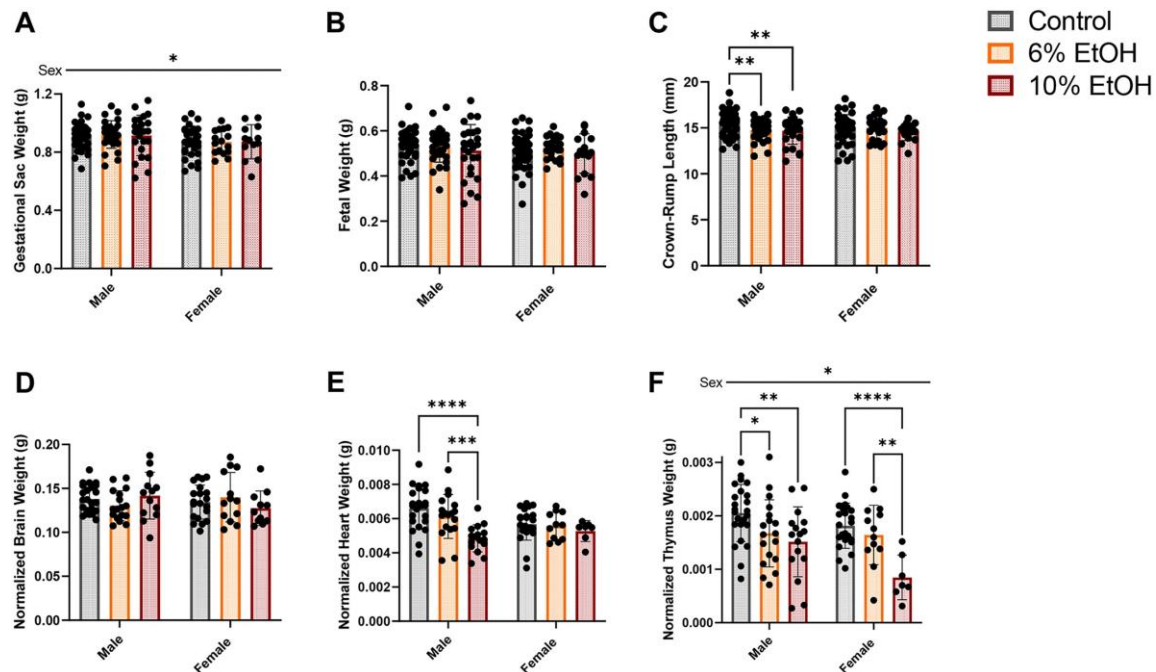 A
Sex
*
Gestational Sac Weight (g)
1.2
0.8
0.4
0.0
Male
Female
B
Fetal Weight (g)
0.8
0.6
0.4
0.2
0.0
Male
Female
C
**
**
Crown-Rump Length (mm)
20
15
10
5
0
Male
Female
Control
6% EtOH
10% EtOH
D
Normalized Brain Weight (g)
0.20
0.15
0.10
0.05
0.00
Male
Female
E
****
***
Normalized Heart Weight (g)
0.010
0.008
0.006
0.004
0.002
0.000
Male
Female
F
Sex
*
**
*
****
**
Normalized Thymus Weight (g)
0.003
0.002
0.001
0.000
Male
Female